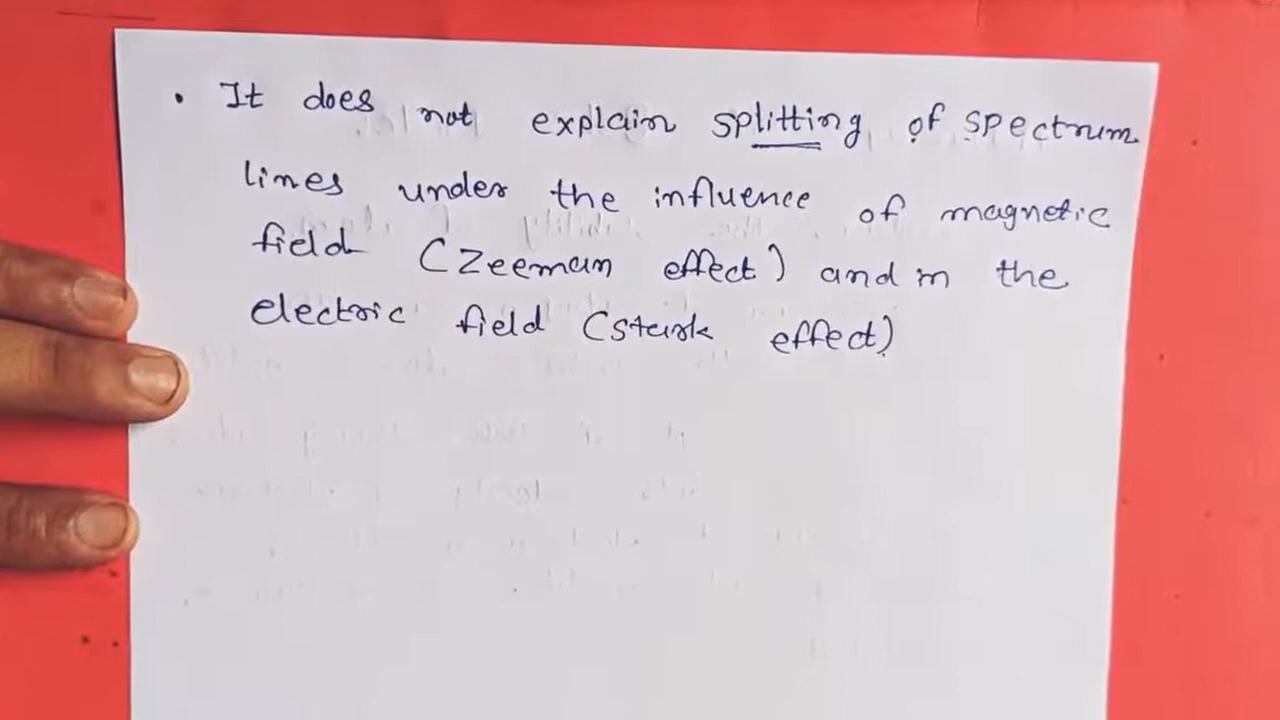 • It does not explain splitting of spectrum
lines under the influence of magnetic
field (Zeeman effect) and in the
electric field (stark effect)